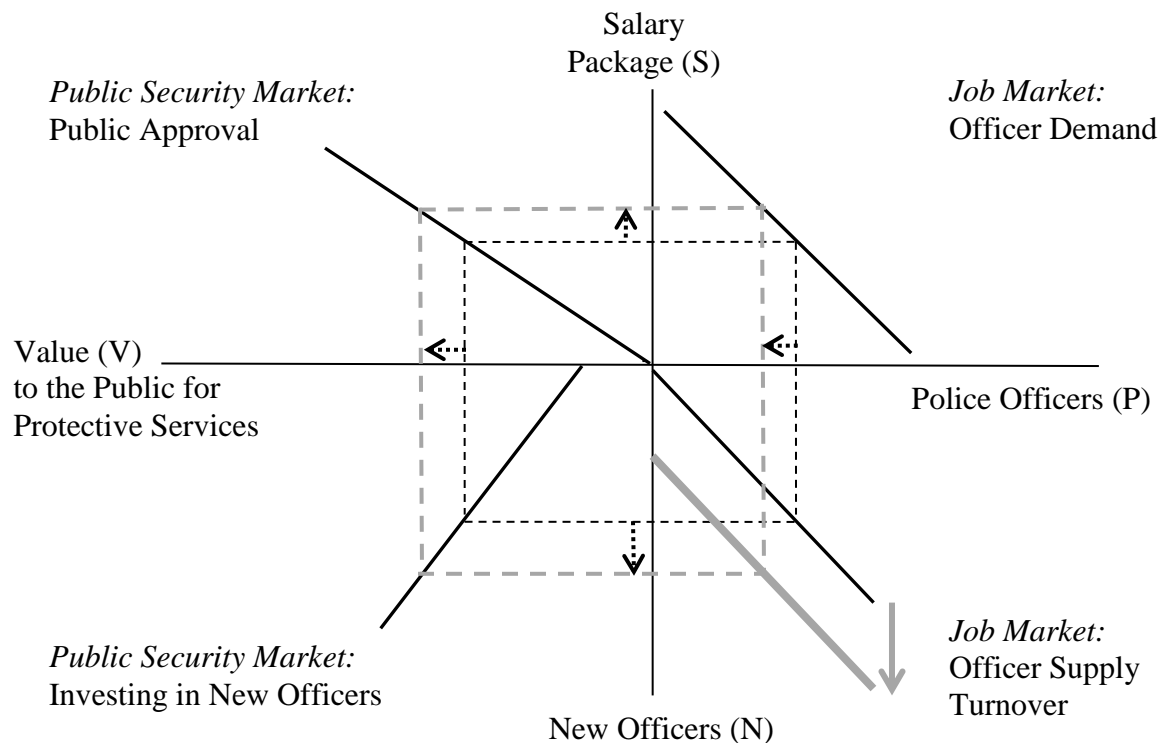 Salary
Package (S)
Public Security Market:
Public Approval
Job Market:
Officer Demand
Value (V)
to the Public for
Protective Services
Police Officers (P)
Public Security Market:
Investing in New Officers
New Officers (N)
Job Market:
Officer Supply
Turnover